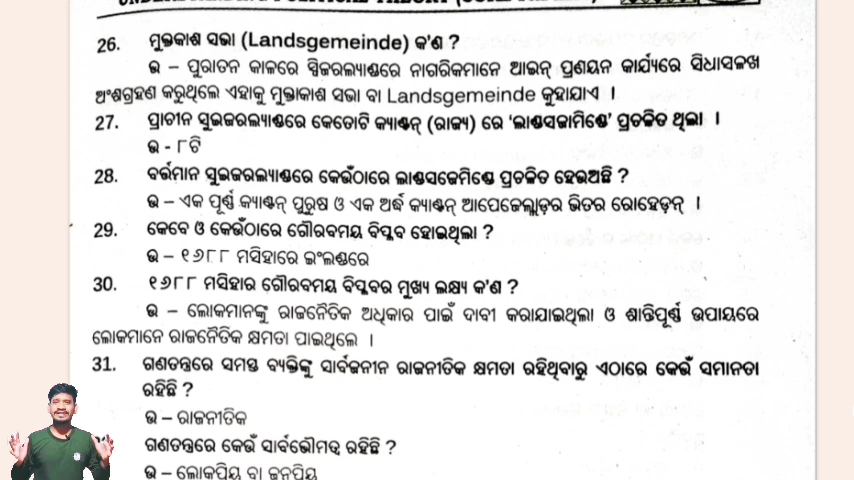 26. ମୁକ୍ତାକାଶ ସଭା (Landsgemeinde) କ'ଣ ?
ଉ – ପୁରାତନ କାଳରେ ସ୍ୱିଜରଲ୍ୟାଣ୍ଡରେ ନାଗରିକମାନେ ଆଇନ୍ ପ୍ରଣୟନ କାର୍ଯ୍ୟରେ ସିଧାସଳଖ
ଅଂଶଗ୍ରହଣ କରୁଥିଲେ ଏହାକୁ ମୁକ୍ତାକାଶ ସଭା ବା Landsgemeinde କୁହାଯାଏ ।
27. ପ୍ରାଚୀନ ସୁଇଜରଲ୍ୟାଣ୍ଡରେ କେତୋଟି କ୍ୟାଣ୍ଟନ୍ (ରାଜ୍ୟ) ରେ 'ଲାଣ୍ଡସଜାମିଣ୍ଡେ' ପ୍ରଚଳିତ ଥିଲା ।
ଉ - ୮ଟି
28. ବର୍ତ୍ତମାନ ସୁଇଜରଲ୍ୟାଣ୍ଡରେ କେଉଁଠାରେ ଲାଣ୍ଡସଜେମିଣ୍ଡେ ପ୍ରଚଳିତ ହେଉଅଛି ?
ଉ – ଏକ ପୂର୍ଣ୍ଣ କ୍ୟାଣ୍ଟନ୍ ଗ୍ଲାରୁଷ ଓ ଏକ ଅର୍ଦ୍ଧ କ୍ୟାଣ୍ଟନ୍ ଆପେଜେଲ୍ଲାଡ଼ର ଭିତର ରୋହେଡ଼ନ୍ ।
29. କେବେ ଓ କେଉଁଠାରେ ଗୌରବମୟ ବିପ୍ଳବ ହୋଇଥିଲା ?
ଉ – ୧୬୮୮ ମସିହାରେ ଇଂଲଣ୍ଡରେ
30. ୧୬୮୮ ମସିହାର ଗୌରବମୟ ବିପ୍ଳବର ମୁଖ୍ୟ ଲକ୍ଷ୍ୟ କ'ଣ ?
ଉ – ଲୋକମାନଙ୍କୁ ରାଜନୈତିକ ଅଧିକାର ପାଇଁ ଦାବୀ କରାଯାଇଥିଲା ଓ ଶାନ୍ତିପୂର୍ଣ୍ଣ ଉପାୟରେ
ଲୋକମାନେ ରାଜନୈତିକ କ୍ଷମତା ପାଇଥିଲେ ।
31. ଗଣତନ୍ତ୍ରରେ ସମସ୍ତ ବ୍ୟକ୍ତିଙ୍କୁ ସାର୍ବଜନୀନ ରାଜନୀତିକ କ୍ଷମତା ରହିଥିବାରୁ ଏଠାରେ କେଉଁ ସମାନତା
ରହିଛି ?
ଉ – ରାଜନୀତିକ
ଗଣତନ୍ତ୍ରରେ କେଉଁ ସାର୍ବଭୌମତ୍ୱ ରହିଛି ?
ଉ – ଲୋକପ୍ରିୟ ବା ଜନପ୍ରିୟ